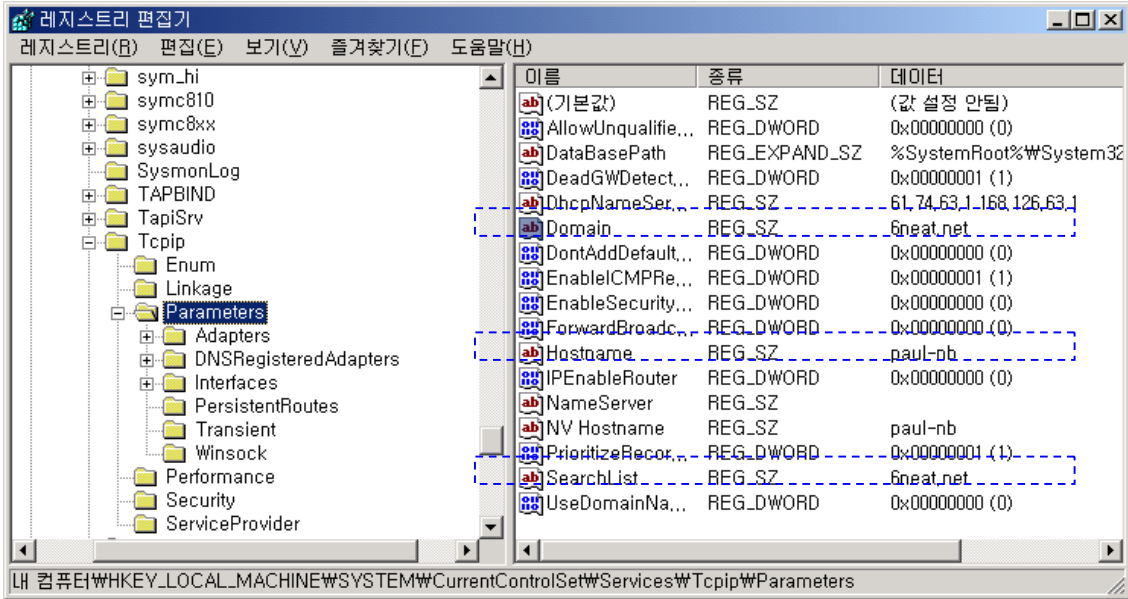 레지스트리 편집기
레지스트리(R) 편집(E) 보기(V) 즐겨찾기(F) 도움말(H)
sym_hi
symc810
symc8xx
sysaudio
SysmonLog
TAPBIND
TapiSrv
Tcpip
Enum
Linkage
Parameters
Adapters
DNSRegisteredAdapters
Interfaces
PersistentRoutes
Transient
Winsock
Performance
Security
ServiceProvider
이름 종류 데이터
(기본값) REG_SZ (값 설정 안됨)
AllowUnqualifie... REG_DWORD 0x00000000 (0)
DataBasePath REG_EXPAND_SZ %SystemRoot%₩System32
DeadGWDetect... REG_DWORD 0x00000001 (1)
DhcpNameSer... REG_SZ 61.74.63.1 168.126.63.1
Domain REG_SZ 6neat.net
DontAddDefault... REG_DWORD 0x00000000 (0)
EnableICMPRe... REG_DWORD 0x00000001 (1)
EnableSecurity... REG_DWORD 0x00000000 (0)
ForwardBroadc... REG_DWORD 0x00000000 (0)
Hostname REG_SZ paul-nb
IPEnableRouter REG_DWORD 0x00000000 (0)
NameServer REG_SZ
NV Hostname REG_SZ paul-nb
PrioritizeRecor... REG_DWORD 0x00000001 (1)
SearchList REG_SZ 6neat.net
UseDomainNa... REG_DWORD 0x00000000 (0)
내 컴퓨터₩HKEY_LOCAL_MACHINE₩SYSTEM₩CurrentControlSet₩Services₩Tcpip₩Parameters